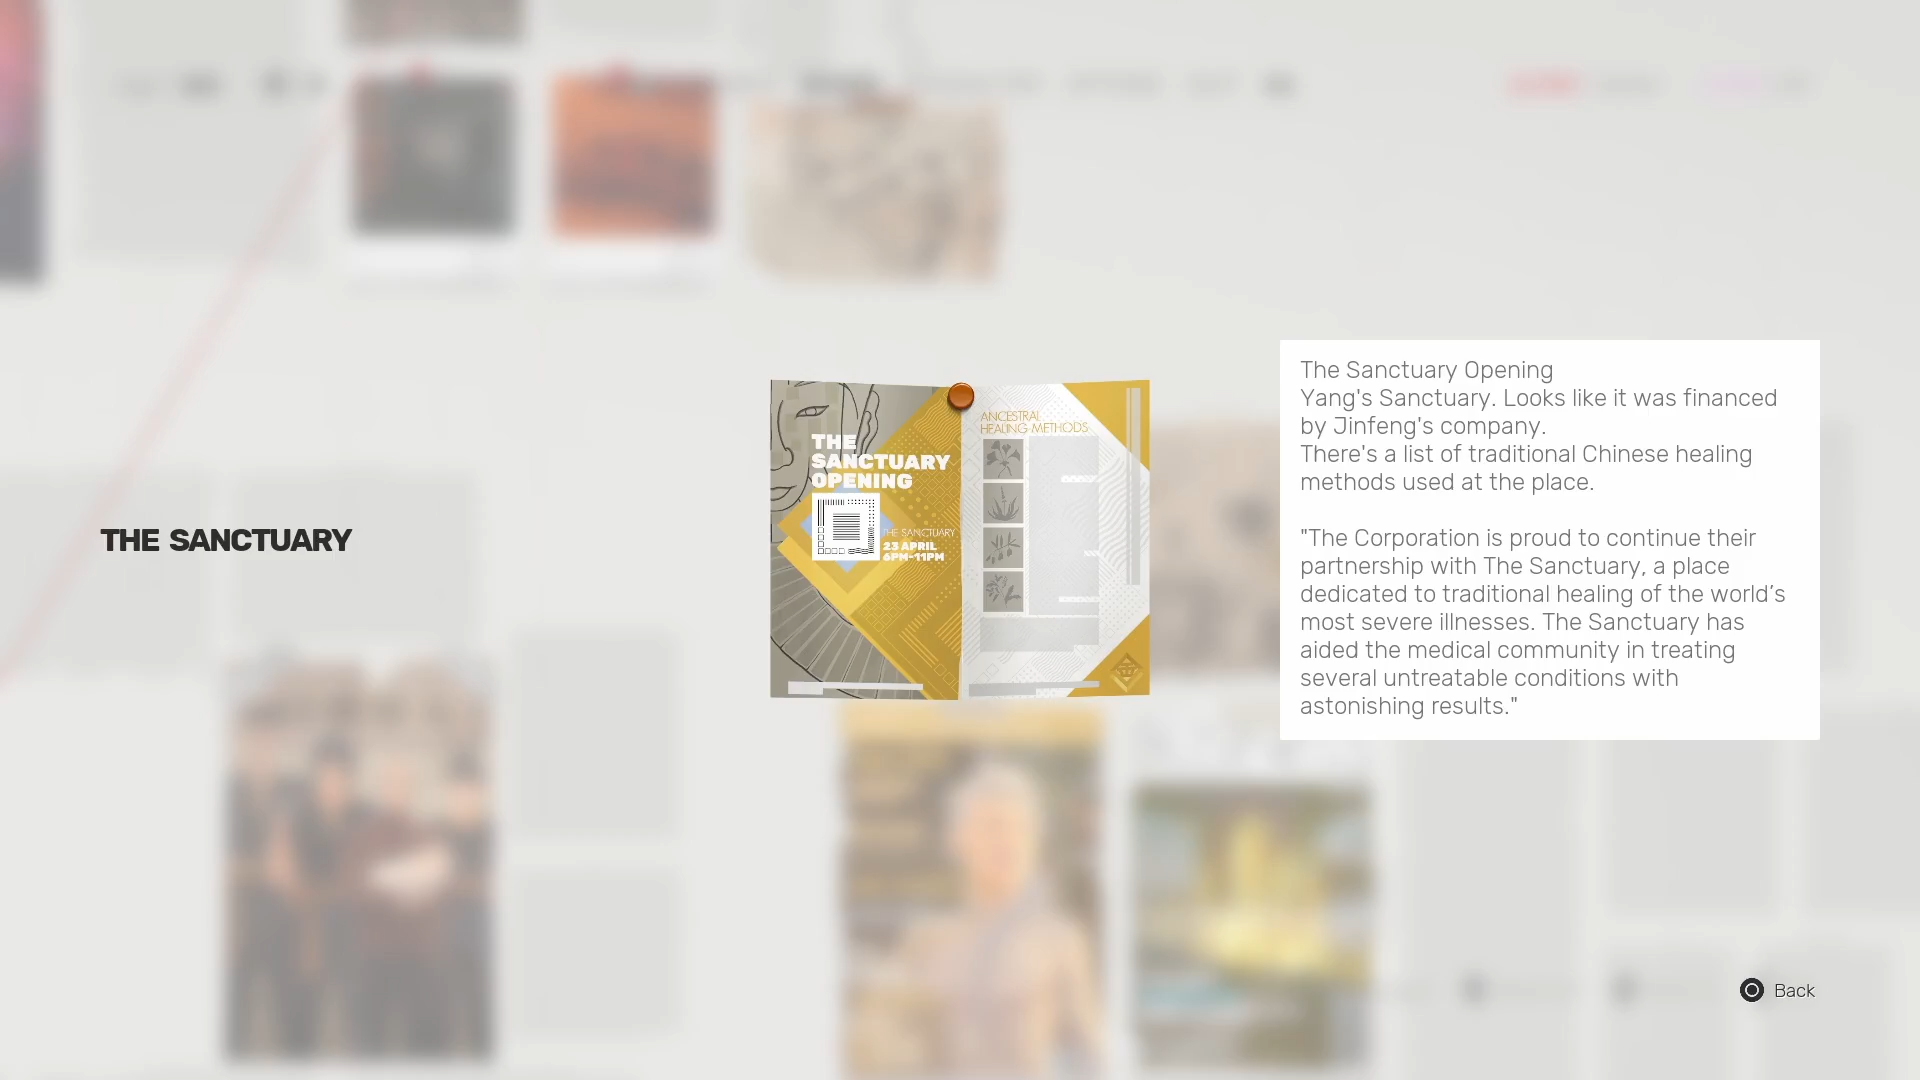 THE SANCTUARY
THE
SANCTUARY
OPENING
THE SANCTUARY
23 APRIL
6PM-11PM
ANCESTRAL
HEALING METHODS
The Sanctuary Opening
Yang's Sanctuary. Looks like it was financed
by Jinfeng's company.
There's a list of traditional Chinese healing
methods used at the place.
"The Corporation is proud to continue their
partnership with The Sanctuary, a place
dedicated to traditional healing of the world’s
most severe illnesses. The Sanctuary has
aided the medical community in treating
several untreatable conditions with
astonishing results."
Back